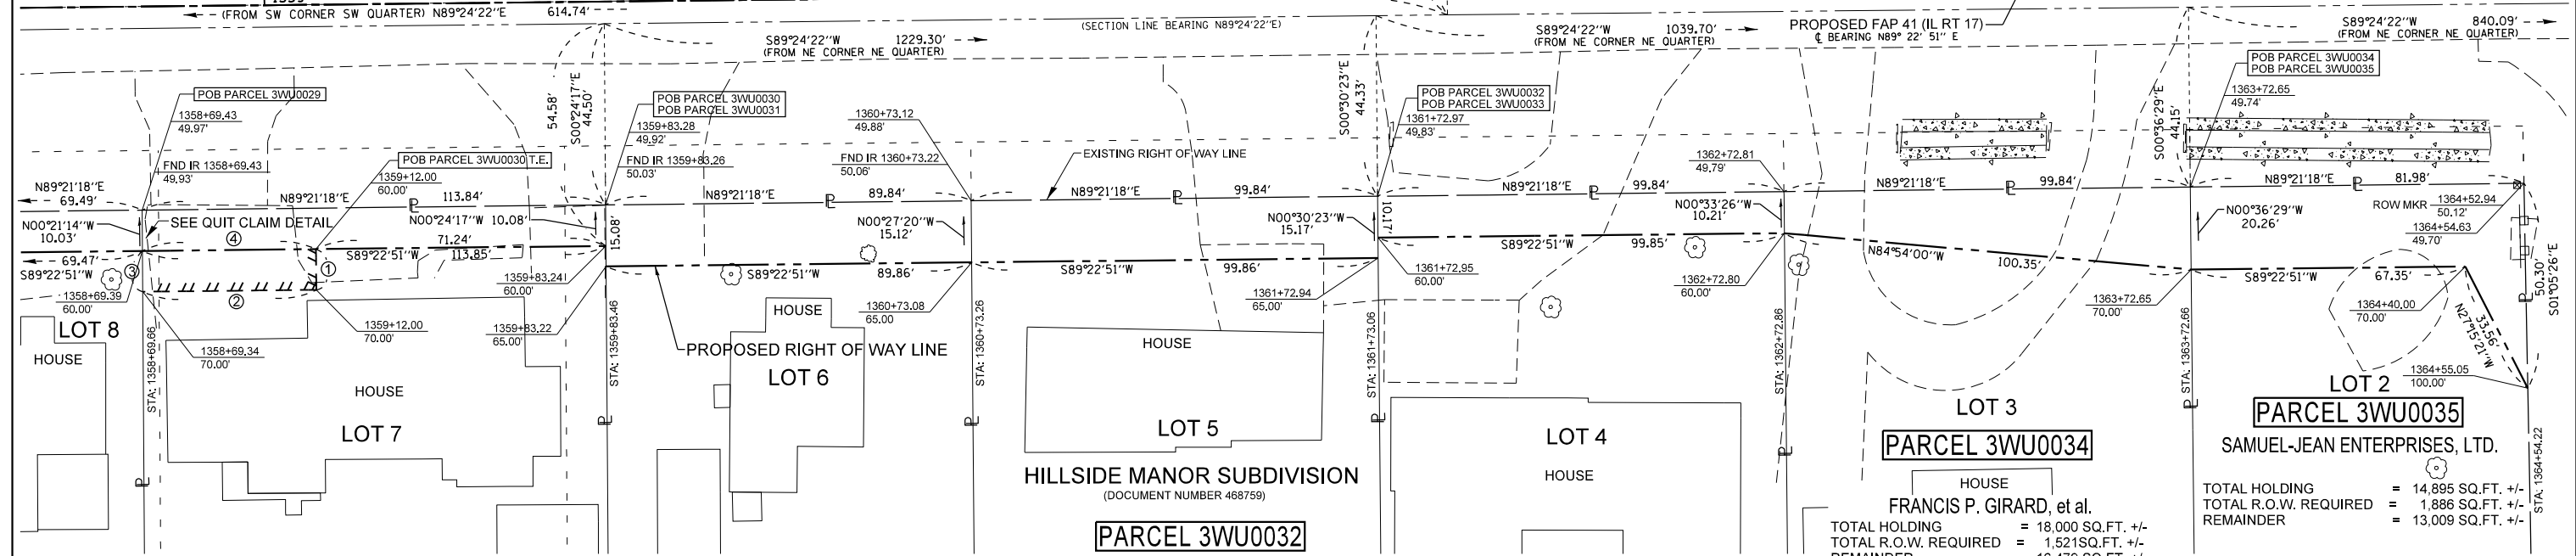 (FROM SW CORNER SW QUARTER) N89°24'22"E 614.74'
(SECTION LINE BEARING N89°24'22"E)
S89°24'22"W 1229.30'
(FROM NE CORNER NE QUARTER)
S89°24'22"W 1039.70'
(FROM NE CORNER NE QUARTER)
PROPOSED FAP 41 (IL RT 17)
℄ BEARING N89° 22' 51" E
S89°24'22"W 840.09'
(FROM NE CORNER NE QUARTER)
POB PARCEL 3WU0029
1358+69.43
49.97'
FND IR 1358+69.43
49.93'
POB PARCEL 3WU0030 T.E.
1359+12.00
60.00'
54.58'
S00°24'17"E
44.50'
POB PARCEL 3WU0030
POB PARCEL 3WU0031
1359+83.28
49.92'
FND IR 1359+83.26
50.03'
1360+73.12
49.88'
FND IR 1360+73.22
50.06'
EXISTING RIGHT OF WAY LINE
S00°30'23"E
44.33'
POB PARCEL 3WU0032
POB PARCEL 3WU0033
1361+72.97
49.83'
1362+72.81
49.79'
S00°36'29"E
44.15'
POB PARCEL 3WU0034
POB PARCEL 3WU0035
1363+72.65
49.74'
N89°21'18"E
69.49'
N89°21'18"E
113.84'
N89°21'18"E
89.84'
N89°21'18"E
99.84'
N89°21'18"E
99.84'
N89°21'18"E
99.84'
N89°21'18"E
81.98'
ROW MKR 1364+52.94
50.12'
1364+54.63
49.70'
N00°21'14"W
10.03'
SEE QUIT CLAIM DETAIL
N00°24'17"W 10.08'
15.08'
N00°27'20"W
15.12'
N00°30'23"W
15.17'
10.17'
N00°33'26"W
10.21'
N00°36'29"W
20.26'
④
71.24'
S89°22'51"W
113.85'
69.47'
S89°22'51"W
③
①
②
S89°22'51"W
89.86'
S89°22'51"W
99.86'
S89°22'51"W
99.85'
N84°54'00"W
100.35'
S89°22'51"W
67.35'
50.30'
S01°05'26"E
33.56'
N27°15'21"W
1358+69.39
60.00'
1358+69.34
70.00'
1359+12.00
70.00'
1359+83.24
60.00'
1359+83.22
65.00'
1360+73.08
65.00
1361+72.94
65.00'
1361+72.95
60.00'
1362+72.80
60.00'
1363+72.65
70.00'
1364+40.00
70.00'
1364+55.05
100.00'
PROPOSED RIGHT OF WAY LINE
STA: 1358+69.66
STA: 1359+83.46
STA: 1360+73.26
STA: 1361+73.06
STA: 1362+72.86
STA: 1363+72.66
STA: 1364+54.22
LOT 8
HOUSE
HOUSE
LOT 7
HOUSE
LOT 6
HOUSE
LOT 5
HILLSIDE MANOR SUBDIVISION
(DOCUMENT NUMBER 468759)
PARCEL 3WU0032
LOT 4
HOUSE
LOT 3
PARCEL 3WU0034
HOUSE
FRANCIS P. GIRARD, et al.
TOTAL HOLDING = 18,000 SQ.FT. +/-
TOTAL R.O.W. REQUIRED = 1,521SQ.FT. +/-
REMAINDER 16,479 SQ.FT. +/-
LOT 2
PARCEL 3WU0035
SAMUEL-JEAN ENTERPRISES, LTD.
TOTAL HOLDING = 14,895 SQ.FT. +/-
TOTAL R.O.W. REQUIRED = 1,886 SQ.FT. +/-
REMAINDER = 13,009 SQ.FT. +/-